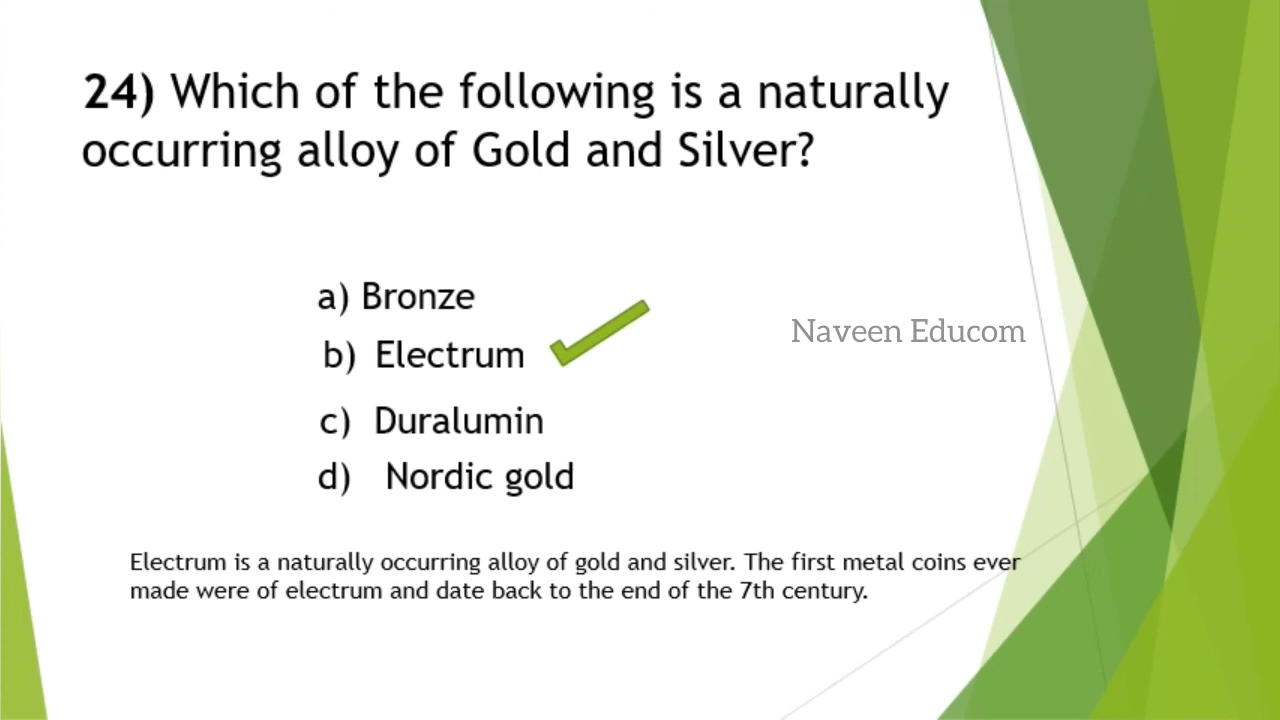 24) Which of the following is a naturally
occurring alloy of Gold and Silver?
a) Bronze
b) Electrum
Naveen Educom
c) Duralumin
d) Nordic gold
Electrum is a naturally occurring alloy of gold and silver. The first metal coins ever
made were of electrum and date back to the end of the 7th century.